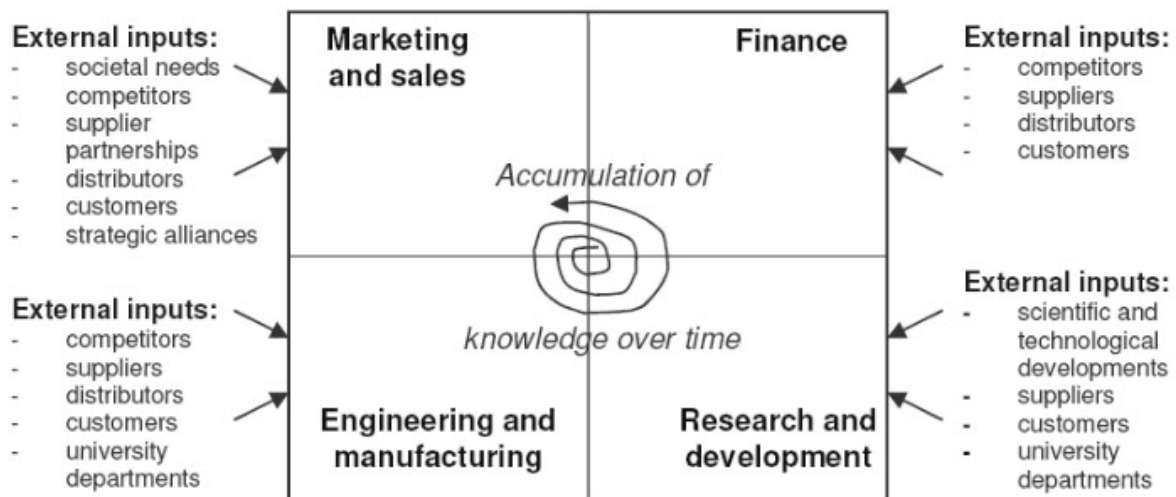 External inputs:
- societal needs
- competitors
- supplier
partnerships
- distributors
- customers
- strategic alliances
Marketing
and sales
Finance
External inputs:
- competitors
- suppliers
- distributors
- customers
Accumulation of
knowledge over time
External inputs:
- competitors
- suppliers
- distributors
- customers
- university
departments
Engineering and
manufacturing
Research and
development
External inputs:
- scientific and
technological
developments
- suppliers
- customers
- university
departments